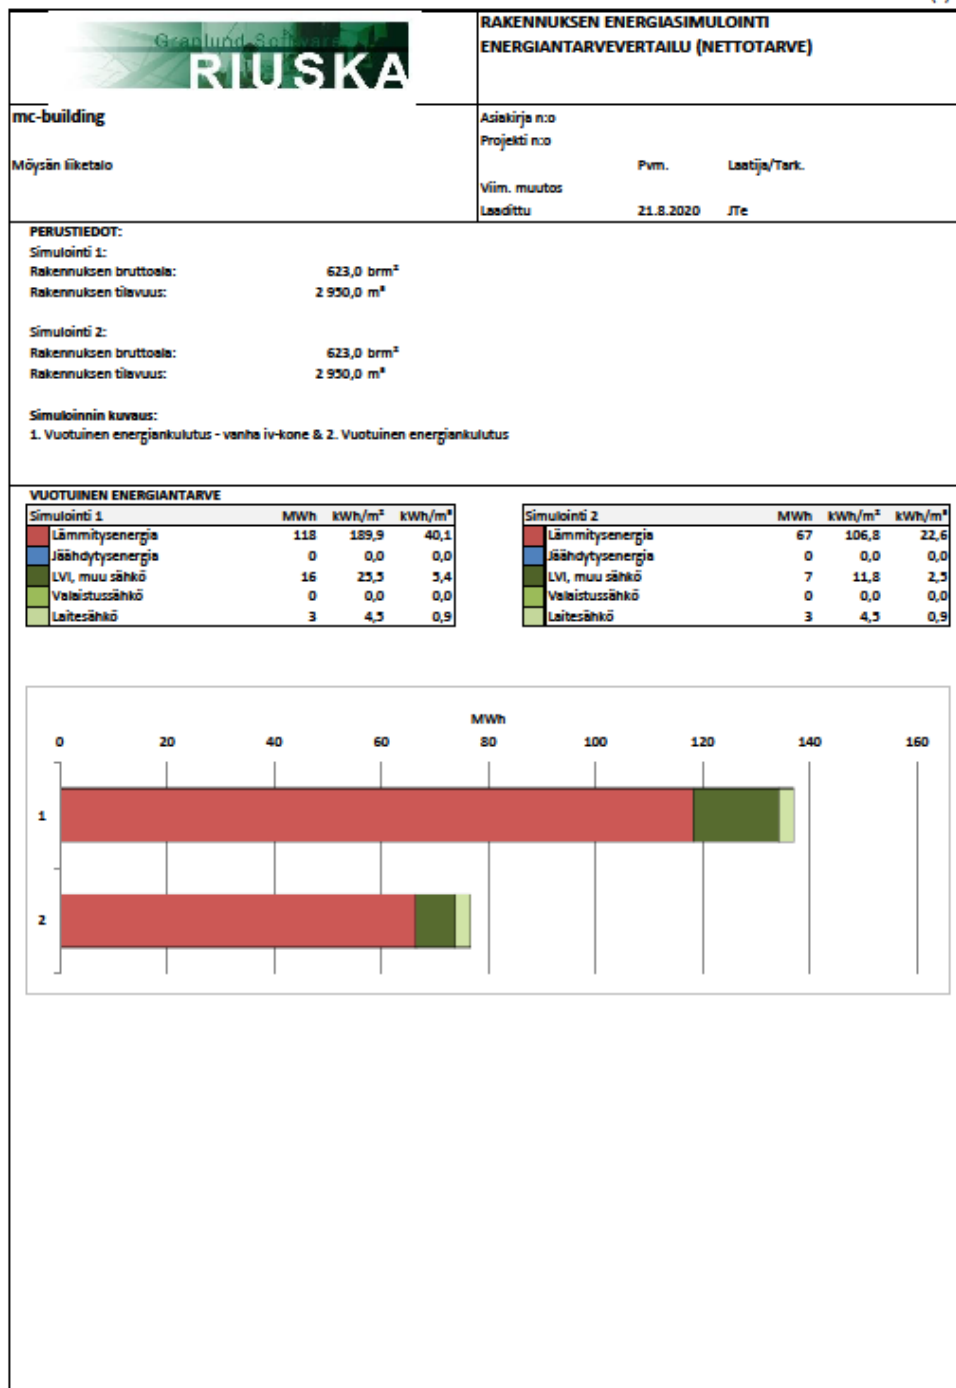 Granlund Software
RIUSKA
RAKENNUKSEN ENERGIASIMULOINTI
ENERGIANTARVEVERTAILU (NETTOTARVE)
mc-building
Möysän liiketalo
Asiakirja n:o
Projekti n:o
Pvm. Laatija/Tark.
Viim. muutos
Laadittu 21.8.2020 JTe
PERUSTIEDOT:
Simulointi 1:
Rakennuksen bruttoala: 623,0 brm²
Rakennuksen tilavuus: 2 950,0 m³
Simulointi 2:
Rakennuksen bruttoala: 623,0 brm²
Rakennuksen tilavuus: 2 950,0 m³
Simuloinnin kuvaus:
1. Vuotuinen energiankulutus - vanha iv-kone & 2. Vuotuinen energiankulutus
VUOTUINEN ENERGIANTARVE
Simulointi 1 MWh kWh/m² kWh/m³
Lämmitysenergia 118 189,9 40,1
Jäähdytysenergia 0 0,0 0,0
LVI, muu sähkö 16 25,5 5,4
Valaistussähkö 0 0,0 0,0
Laitesähkö 3 4,5 0,9
Simulointi 2 MWh kWh/m² kWh/m³
Lämmitysenergia 67 106,8 22,6
Jäähdytysenergia 0 0,0 0,0
LVI, muu sähkö 7 11,8 2,5
Valaistussähkö 0 0,0 0,0
Laitesähkö 3 4,5 0,9
MWh
0 20 40 60 80 100 120 140 160
1
2